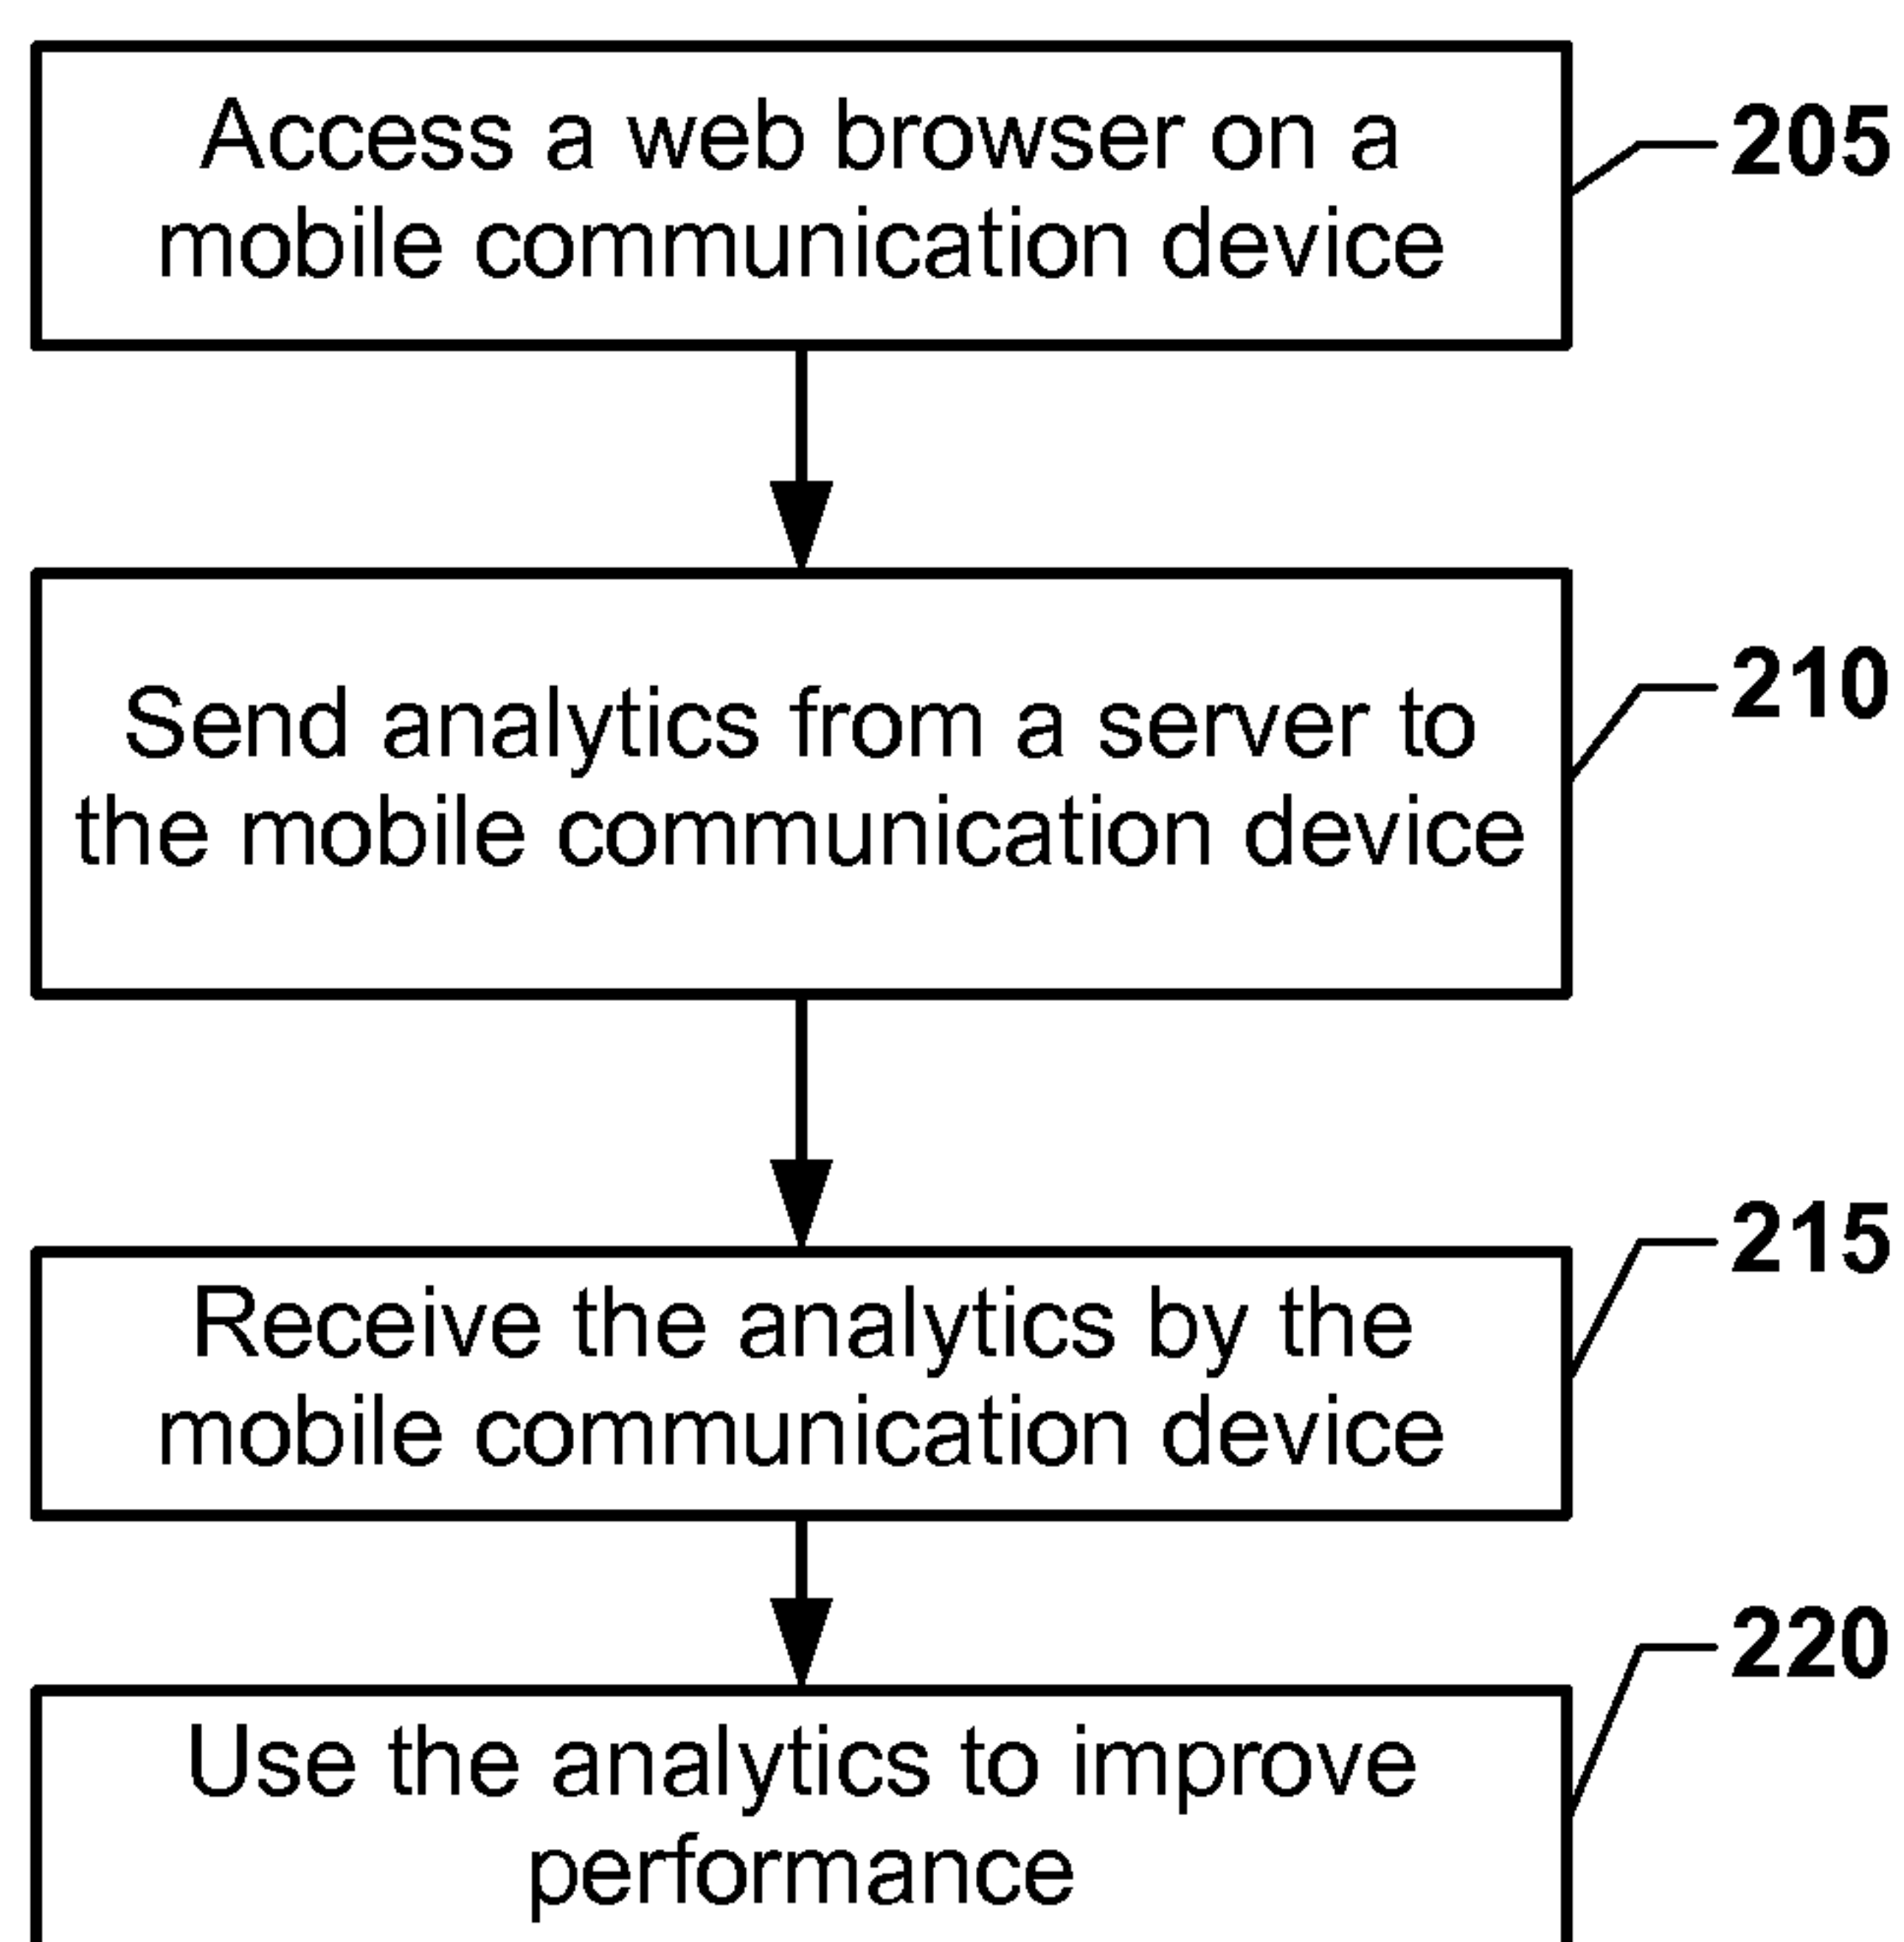 Access a web browser on a
mobile communication device
205
Send analytics from a server to
the mobile communication device
210
Receive the analytics by the
mobile communication device
215
Use the analytics to improve
performance
220